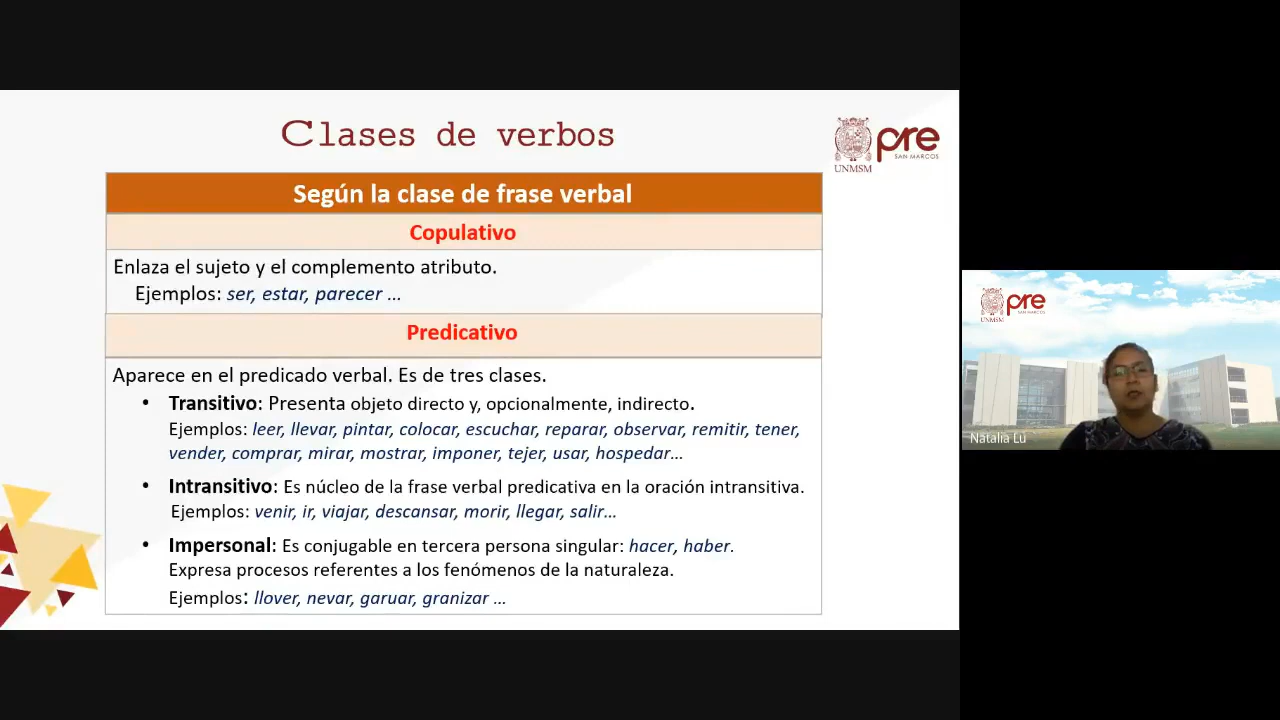 Clases de verbos
pre
SAN MARCOS
UNMSM
Según la clase de frase verbal
Copulativo
Enlaza el sujeto y el complemento atributo.
Ejemplos: ser, estar, parecer ...
Predicativo
Aparece en el predicado verbal. Es de tres clases.
• Transitivo: Presenta objeto directo y, opcionalmente, indirecto.
Ejemplos: leer, llevar, pintar, colocar, escuchar, reparar, observar, remitir, tener,
vender, comprar, mirar, mostrar, imponer, tejer, usar, hospedar...
• Intransitivo: Es núcleo de la frase verbal predicativa en la oración intransitiva.
Ejemplos: venir, ir, viajar, descansar, morir, llegar, salir...
• Impersonal: Es conjugable en tercera persona singular: hacer, haber.
Expresa procesos referentes a los fenómenos de la naturaleza.
Ejemplos: llover, nevar, garuar, granizar ...
pre
SAN MARCOS
UNMSM
Natalia Lu